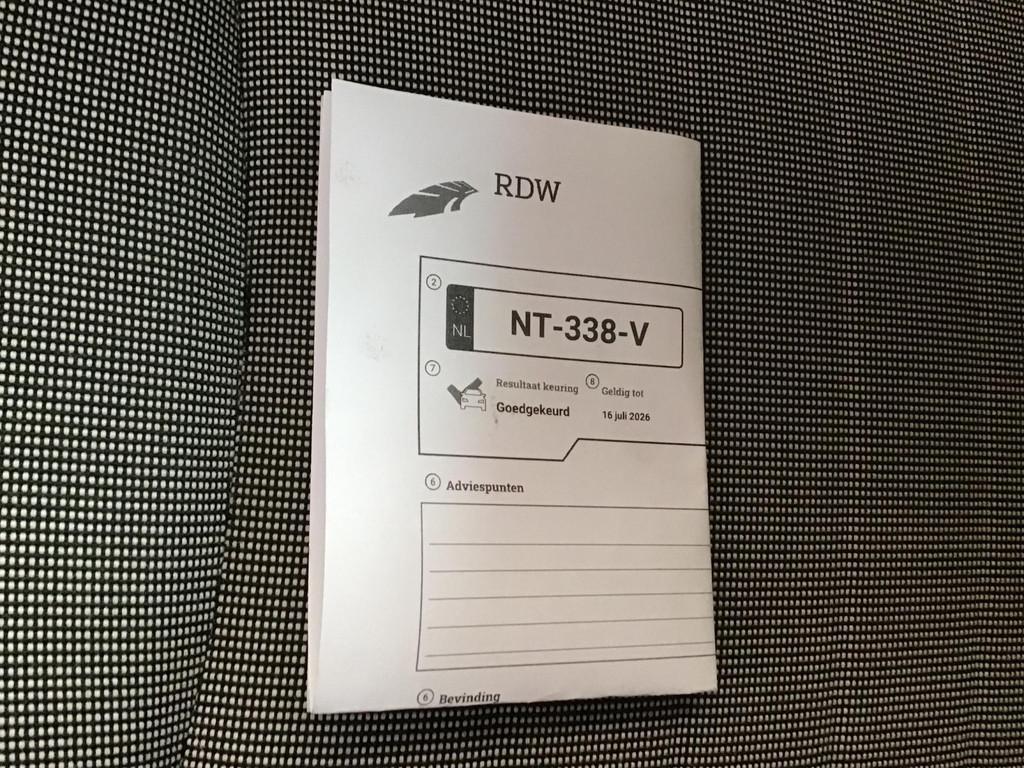 RDW
2
NL NT-338-V
7
Resultaat keuring 8 Geldig tot
Goedgekeurd 16 juli 2026
6 Adviespunten
6 Bevinding